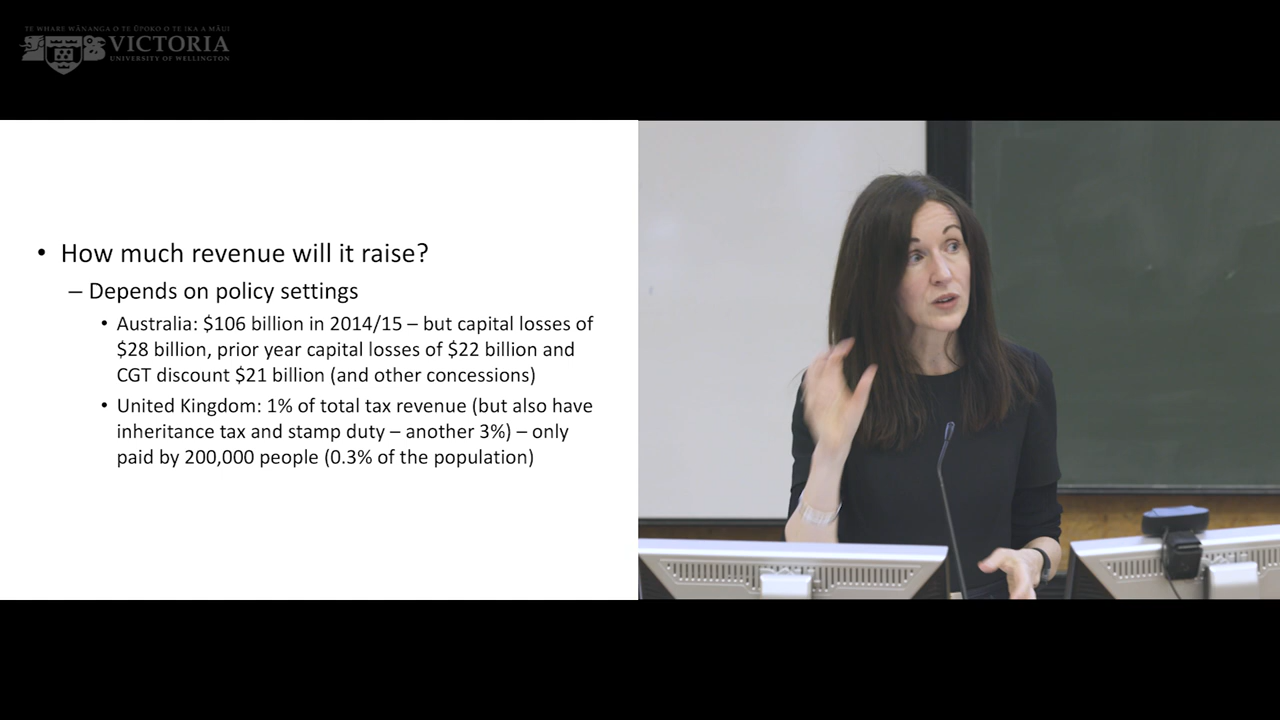 TE WHARE WĀNANGA O TE ŪPOKO O TE IKA A MĀUI
VICTORIA
UNIVERSITY OF WELLINGTON
• How much revenue will it raise?
– Depends on policy settings
• Australia: $106 billion in 2014/15 – but capital losses of
$28 billion, prior year capital losses of $22 billion and
CGT discount $21 billion (and other concessions)
• United Kingdom: 1% of total tax revenue (but also have
inheritance tax and stamp duty – another 3%) – only
paid by 200,000 people (0.3% of the population)